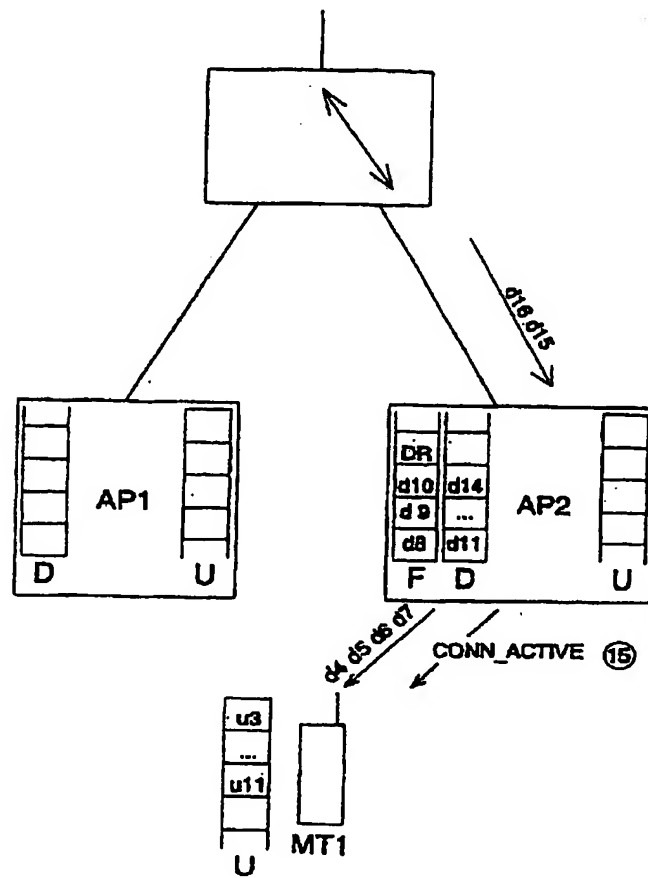 d16 d15
DR
d10 d14
AP1
AP2
d 9 ...
d8 d11
D
U
F D
U
d4 d5 d6 d7
CONN_ACTIVE 15
u3
...
u11
MT1
U